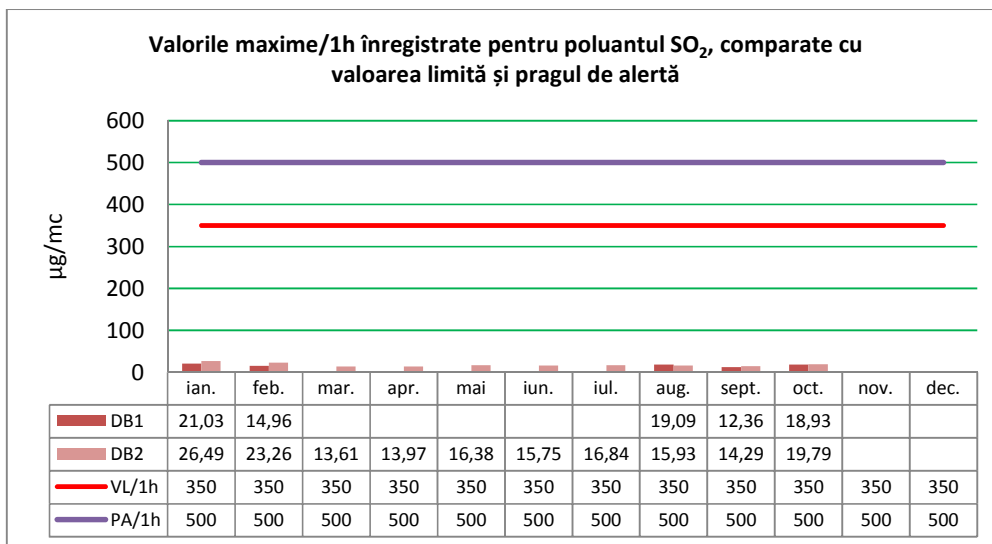 Valorile maxime/1h înregistrate pentru poluantul SO₂, comparate cu
valoarea limită și pragul de alertă
µg/mc
600
500
400
300
200
100
0
ian. feb. mar. apr. mai iun. iul. aug. sept. oct. nov. dec.
DB1 21,03 14,96 19,09 12,36 18,93
DB2 26,49 23,26 13,61 13,97 16,38 15,75 16,84 15,93 14,29 19,79
VL/1h 350 350 350 350 350 350 350 350 350 350 350 350
PA/1h 500 500 500 500 500 500 500 500 500 500 500 500